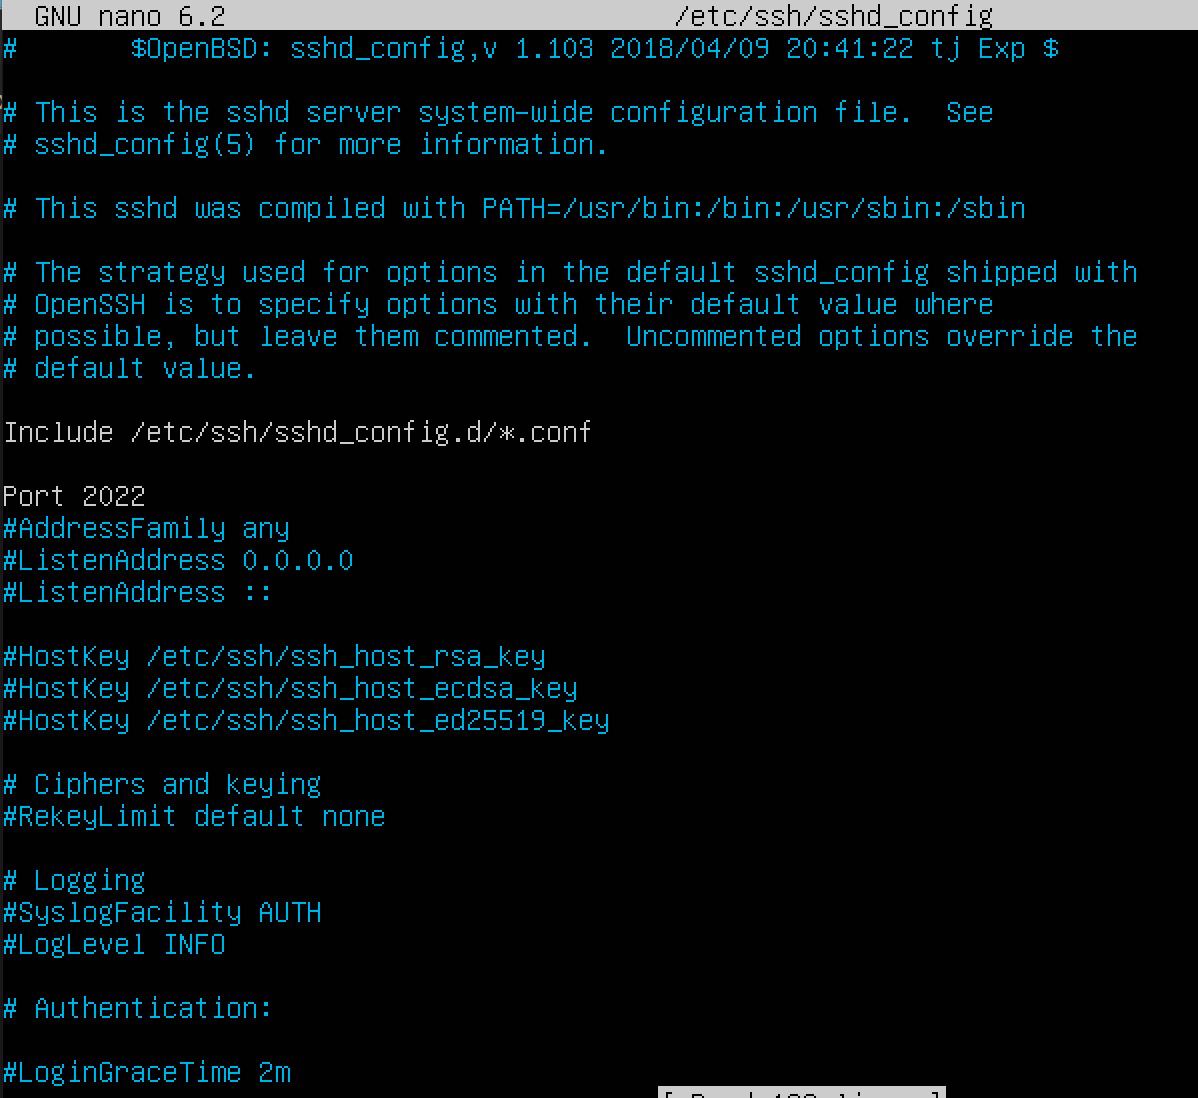 GNU nano 6.2 /etc/ssh/sshd_config
# $OpenBSD: sshd_config,v 1.103 2018/04/09 20:41:22 tj Exp $
# This is the sshd server system-wide configuration file. See
# sshd_config(5) for more information.
# This sshd was compiled with PATH=/usr/bin:/bin:/usr/sbin:/sbin
# The strategy used for options in the default sshd_config shipped with
# OpenSSH is to specify options with their default value where
# possible, but leave them commented. Uncommented options override the
# default value.
Include /etc/ssh/sshd_config.d/*.conf
Port 2022
#AddressFamily any
#ListenAddress 0.0.0.0
#ListenAddress ::
#HostKey /etc/ssh/ssh_host_rsa_key
#HostKey /etc/ssh/ssh_host_ecdsa_key
#HostKey /etc/ssh/ssh_host_ed25519_key
# Ciphers and keying
#RekeyLimit default none
# Logging
#SyslogFacility AUTH
#LogLevel INFO
# Authentication:
#LoginGraceTime 2m